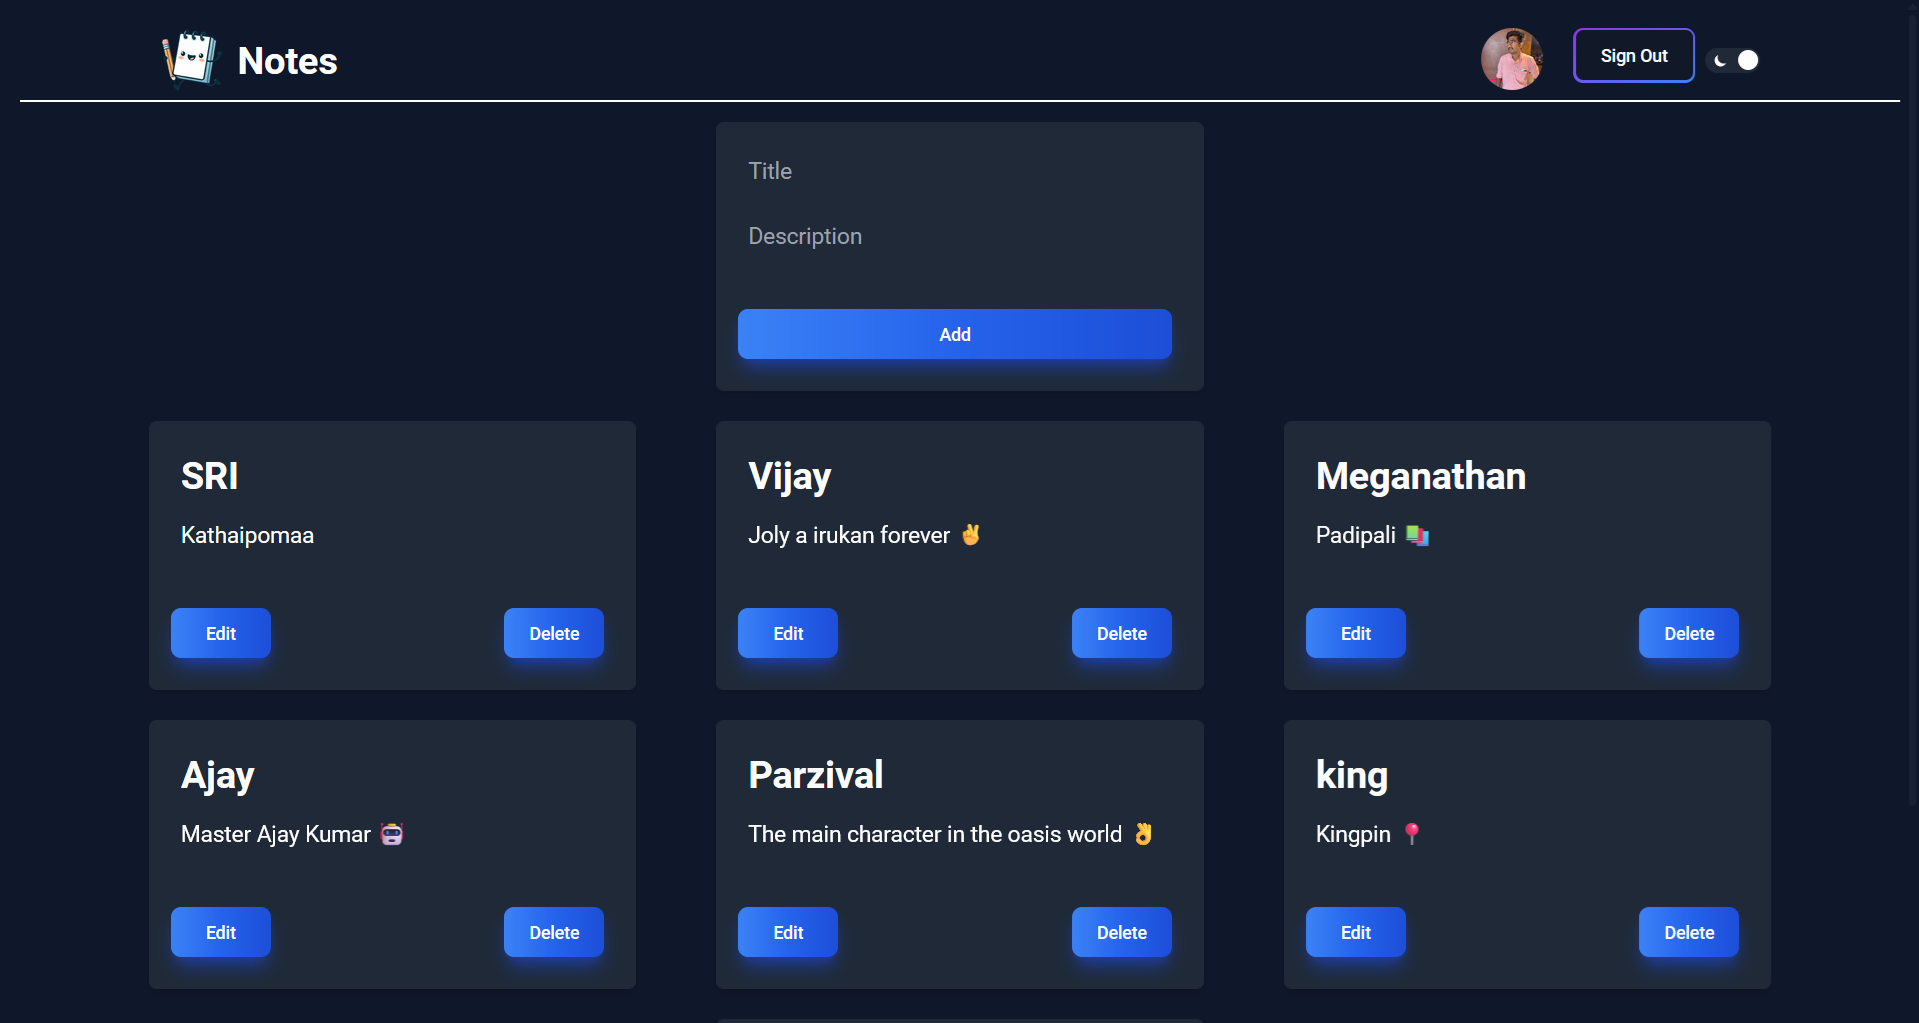 Notes
Sign Out
Title
Description
Add
SRI
Kathaipomaa
Edit
Delete
Vijay
Joly a irukan forever ✌️
Edit
Delete
Meganathan
Padipali 📚
Edit
Delete
Ajay
Master Ajay Kumar 🤖
Edit
Delete
Parzival
The main character in the oasis world 👌
Edit
Delete
king
Kingpin 📍
Edit
Delete